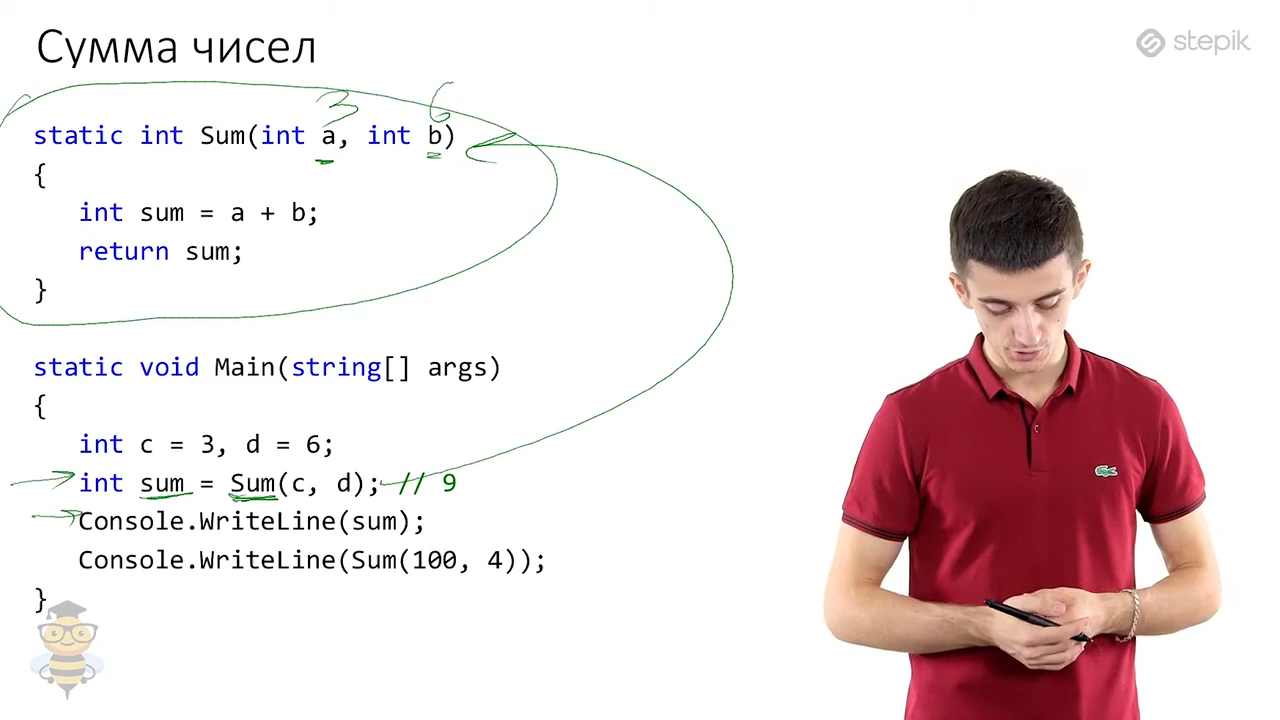 Сумма чисел
stepik
3 6
static int Sum(int a, int b)
{
int sum = a + b;
return sum;
}
static void Main(string[] args)
{
int c = 3, d = 6;
int sum = Sum(c, d); // 9
Console.WriteLine(sum);
Console.WriteLine(Sum(100, 4));
}